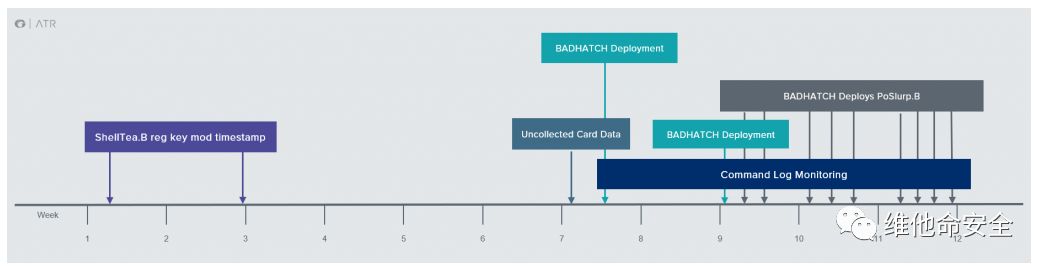 ATR
BADHATCH Deployment
BADHATCH Deploys PoSlurp.B
ShellTea.B reg key mod timestamp
Uncollected Card Data
BADHATCH Deployment
Command Log Monitoring
Week
1 2 3 4 5 6 7 8 9 10 11 12
维他命安全